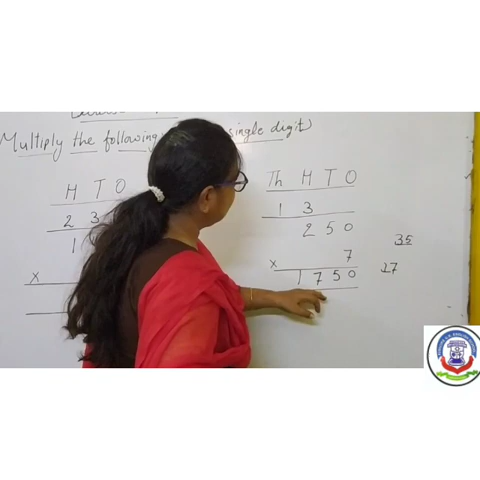 Multiply the following single digit)
H T O
2 3
1
x
Th H T O
1 3
2 5 0
x 7
1 7 5 0
35
17